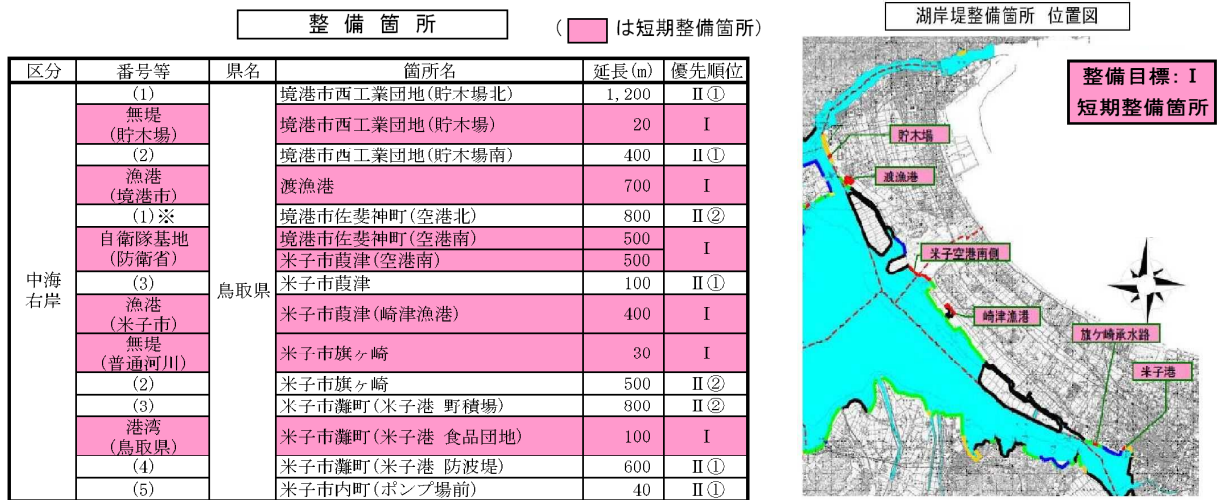 整備箇所
(　は短期整備箇所)
区分 番号等 県名 箇所名 延長(m) 優先順位
中海右岸 鳥取県
(1) 境港市西工業団地(貯木場北) 1,200 Ⅱ①
無堤(貯木場) 境港市西工業団地(貯木場) 20 Ⅰ
(2) 境港市西工業団地(貯木場南) 400 Ⅱ①
漁港(境港市) 渡漁港 700 Ⅰ
(1)※ 境港市佐斐神町(空港北) 800 Ⅱ②
自衛隊基地(防衛省) 境港市佐斐神町(空港南) 500 Ⅰ
米子市葭津(空港南) 500
(3) 米子市葭津 100 Ⅱ①
漁港(米子市) 米子市葭津(崎津漁港) 400 Ⅰ
無堤(普通河川) 米子市旗ヶ崎 30 Ⅰ
(2) 米子市旗ヶ崎 500 Ⅱ②
(3) 米子市灘町(米子港 野積場) 800 Ⅱ②
港湾(鳥取県) 米子市灘町(米子港 食品団地) 100 Ⅰ
(4) 米子市灘町(米子港 防波堤) 600 Ⅱ①
(5) 米子市内町(ポンプ場前) 40 Ⅱ①
湖岸堤整備箇所 位置図
整備目標:Ⅰ
短期整備箇所
貯木場
渡漁港
米子空港南側
崎津漁港
旗ケ崎承水路
米子港